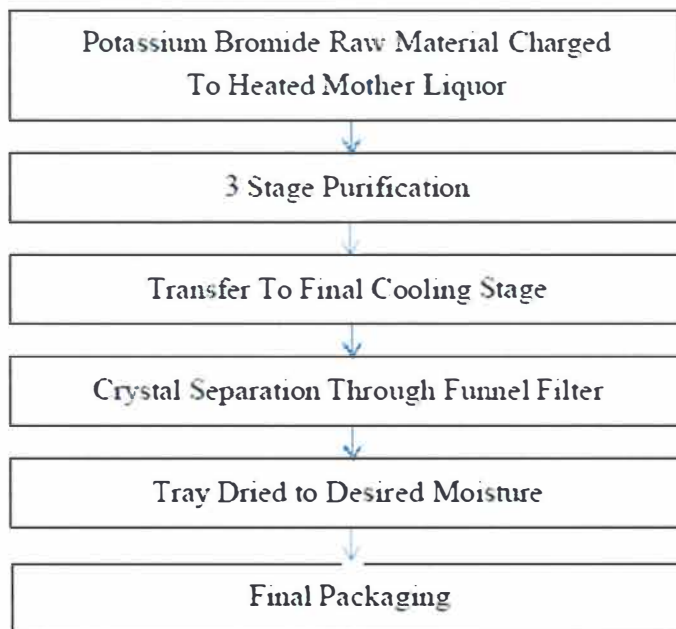 Potassium Bromide Raw Material Charged
To Heated Mother Liquor
3 Stage Purification
Transfer To Final Cooling Stage
Crystal Separation Through Funnel Filter
Tray Dried to Desired Moisture
Final Packaging